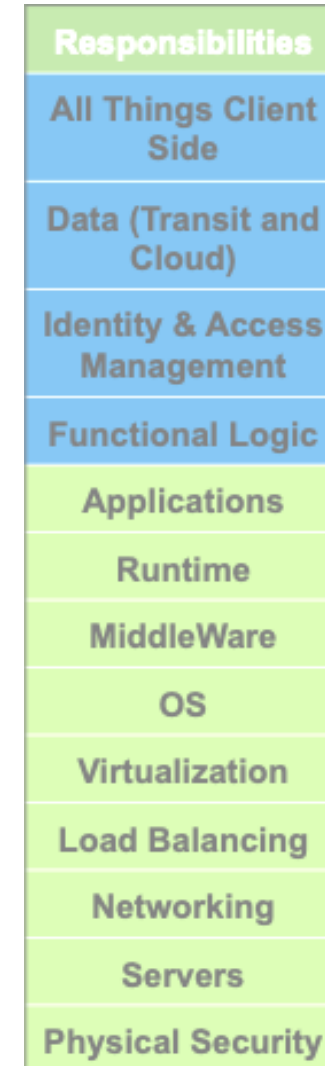 Responsibilities
All Things Client
Side
Data (Transit and
Cloud)
Identity & Access
Management
Functional Logic
Applications
Runtime
MiddleWare
OS
Virtualization
Load Balancing
Networking
Servers
Physical Security